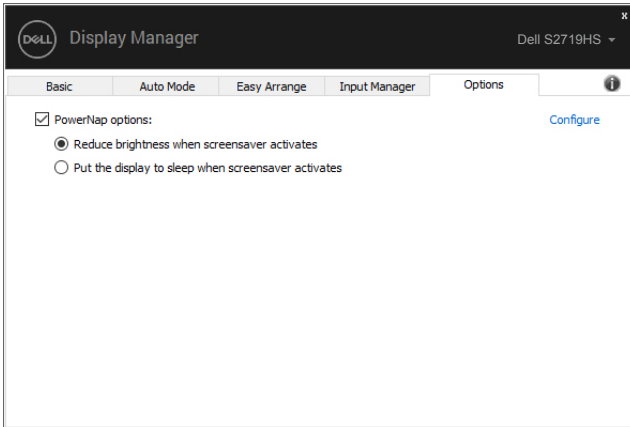 x
DELL Display Manager
Dell S2719HS
Basic Auto Mode Easy Arrange Input Manager Options i
PowerNap options: Configure
Reduce brightness when screensaver activates
Put the display to sleep when screensaver activates